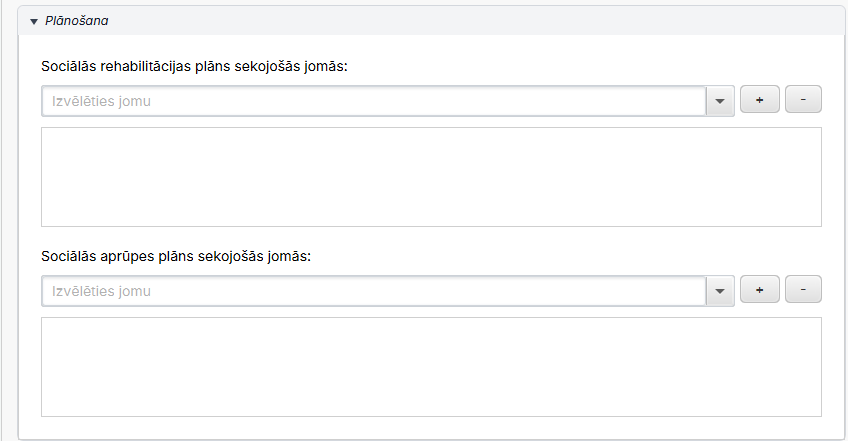 Plānošana
Sociālās rehabilitācijas plāns sekojošās jomās:
Izvēlēties jomu
+ -
Sociālās aprūpes plāns sekojošās jomās:
Izvēlēties jomu
+ -